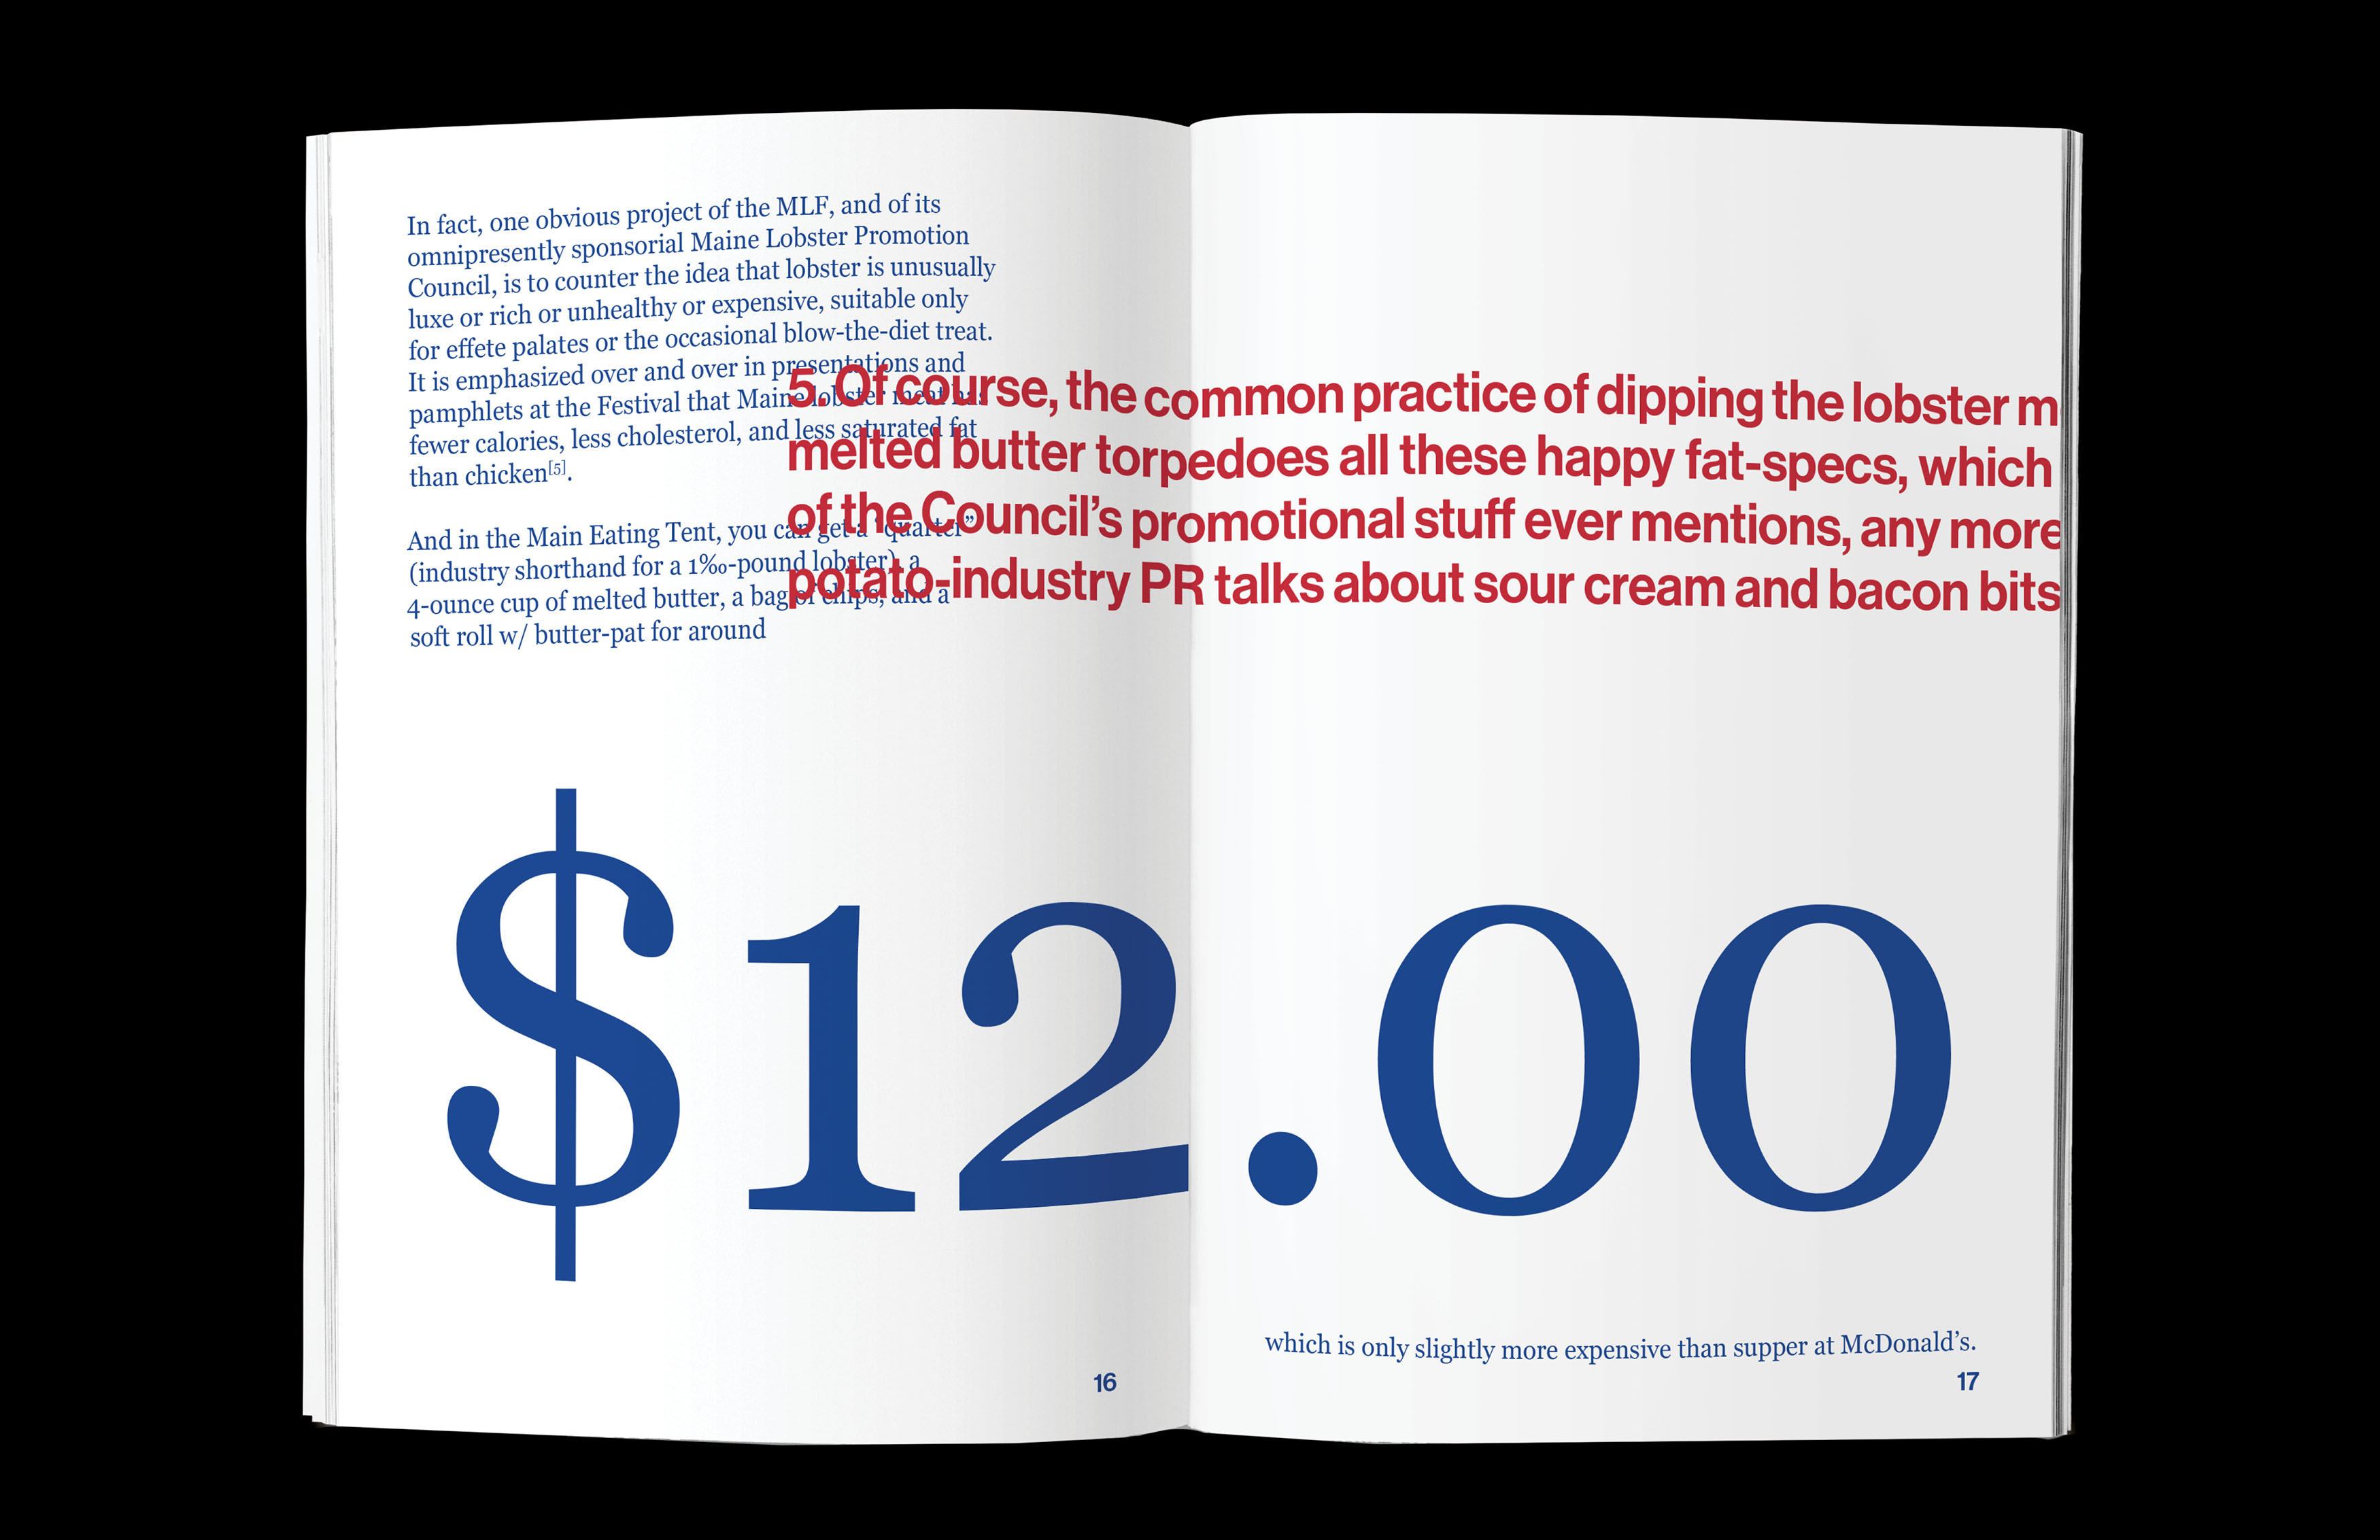 In fact, one obvious project of the MLF, and of its
omnipresently sponsorial Maine Lobster Promotion
Council, is to counter the idea that lobster is unusually
luxe or rich or unhealthy or expensive, suitable only
for effete palates or the occasional blow-the-diet treat.
It is emphasized over and over in presentations and
pamphlets at the Festival that Maine lobster meat has
fewer calories, less cholesterol, and less saturated fat
than chicken[5].
And in the Main Eating Tent, you can get a “quarter”
(industry shorthand for a 1‰-pound lobster), a
4-ounce cup of melted butter, a bag of chips, and a
soft roll w/ butter-pat for around
5. Of course, the common practice of dipping the lobster m
melted butter torpedoes all these happy fat-specs, which
of the Council’s promotional stuff ever mentions, any more
potato-industry PR talks about sour cream and bacon bits
$12.00
which is only slightly more expensive than supper at McDonald’s.
16
17